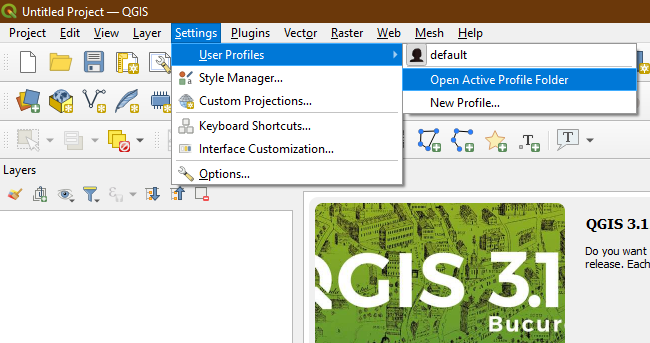 Untitled Project — QGIS
Project Edit View Layer Settings Plugins Vector Raster Web Mesh Help
User Profiles
default
Style Manager...
Open Active Profile Folder
Custom Projections...
New Profile...
Keyboard Shortcuts...
Interface Customization...
T
Options...
Layers
QGIS 3.1
QGIS 3.1
Do you want
release. Each
Bucur